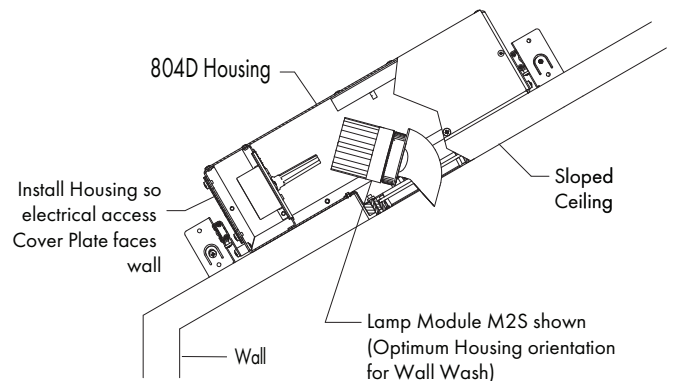 804D Housing
Install Housing so
electrical access
Cover Plate faces
wall
Sloped
Ceiling
Lamp Module M2S shown
(Optimum Housing orientation
for Wall Wash)
Wall